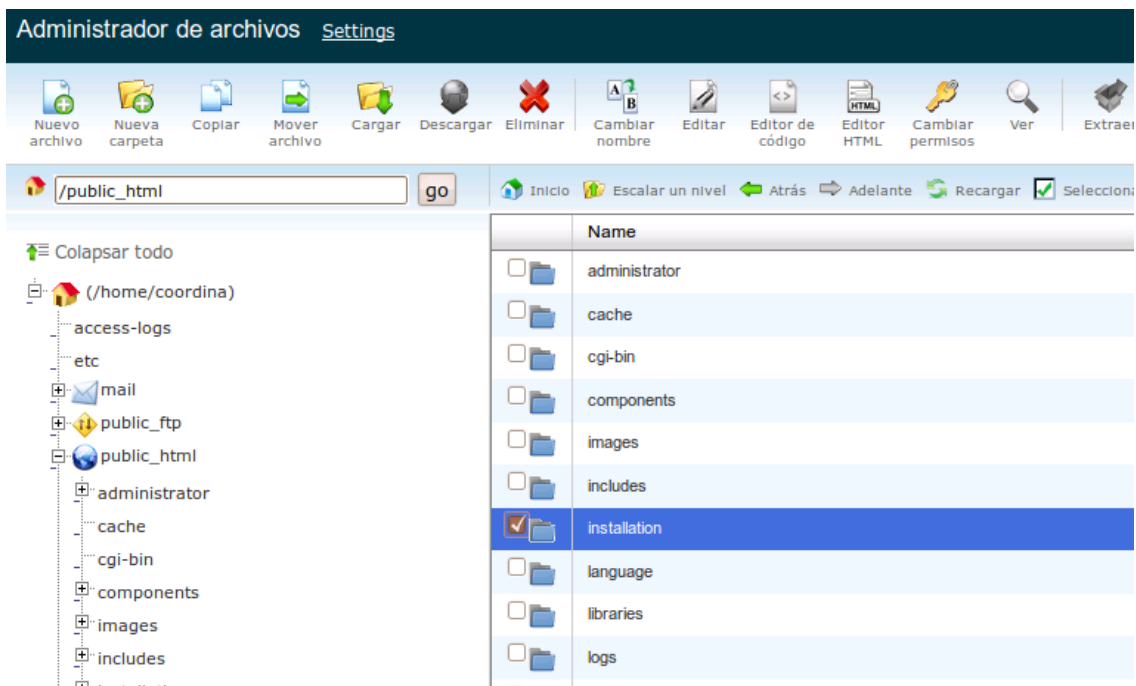 Administrador de archivos Settings
Nuevo archivo
Nueva carpeta
Copiar
Mover archivo
Cargar
Descargar
Eliminar
Cambiar nombre
Editar
Editor de código
Editor HTML
Cambiar permisos
Ver
Extraer
/public_html go
Inicio Escalar un nivel Atrás Adelante Recargar Selecciona
Colapsar todo
(/home/coordina)
access-logs
etc
mail
public_ftp
public_html
administrator
cache
cgi-bin
components
images
includes
Name
administrator
cache
cgi-bin
components
images
includes
installation
language
libraries
logs